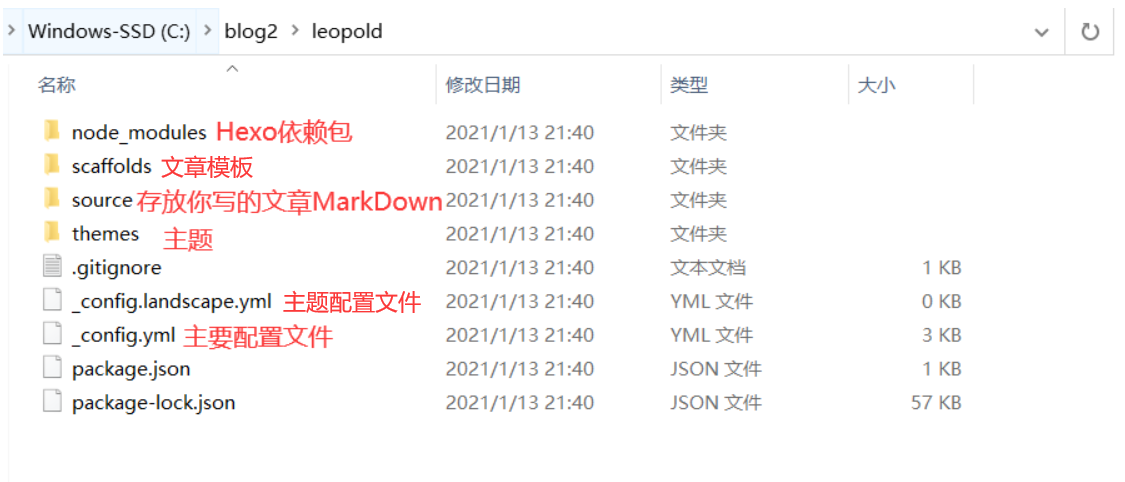 Windows-SSD (C:) blog2 leopold
名称 修改日期 类型 大小
node_modules Hexo依赖包 2021/1/13 21:40 文件夹
scaffolds 文章模板 2021/1/13 21:40 文件夹
source 存放你写的文章MarkDown 2021/1/13 21:40 文件夹
themes 主题 2021/1/13 21:40 文件夹
.gitignore 2021/1/13 21:40 文本文档 1 KB
_config.landscape.yml 主题配置文件 2021/1/13 21:40 YML 文件 0 KB
_config.yml 主要配置文件 2021/1/13 21:40 YML 文件 3 KB
package.json 2021/1/13 21:40 JSON 文件 1 KB
package-lock.json 2021/1/13 21:40 JSON 文件 57 KB